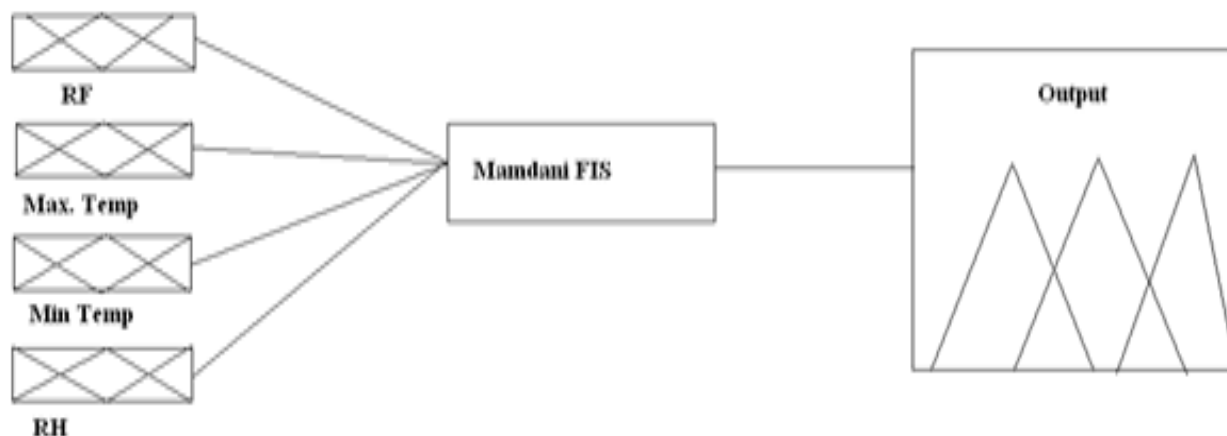 RF
Max. Temp
Min Temp
RH
Mamdani FIS
Output